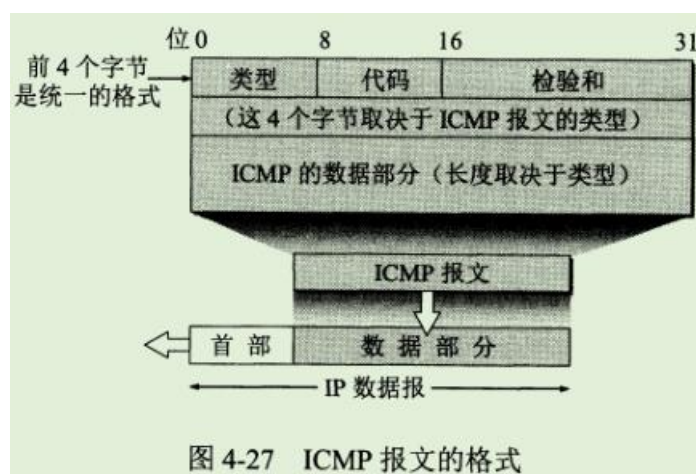 位 0 8 16 31
前 4 个字节
是统一的格式
类型 代码 检验和
（这 4 个字节取决于 ICMP 报文的类型）
ICMP 的数据部分（长度取决于类型）
ICMP 报文
首 部 数 据 部 分
IP 数据报
图 4-27 ICMP 报文的格式